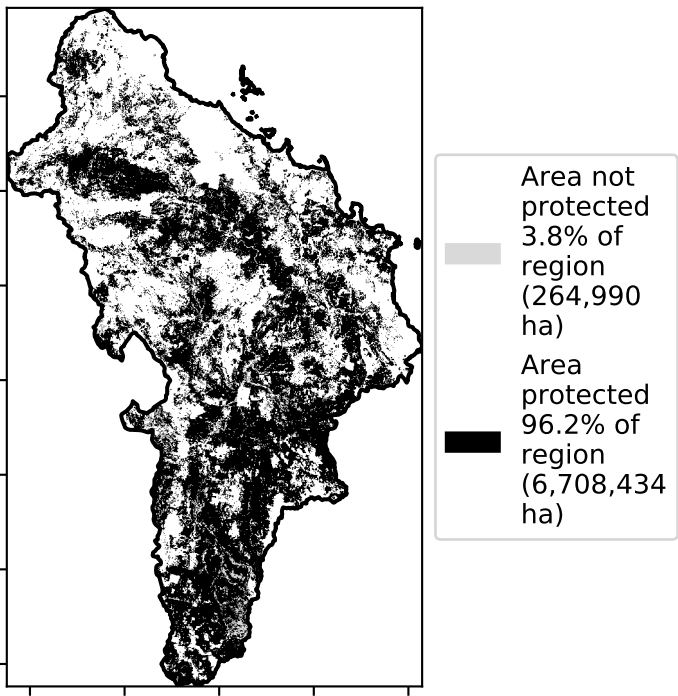 Area not
protected
3.8% of
region
(264,990
ha)
Area
protected
96.2% of
region
(6,708,434
ha)